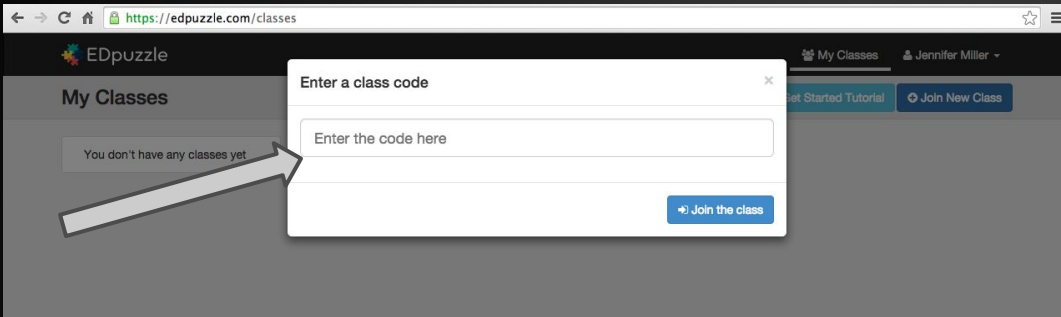 https://edpuzzle.com/classes
EDpuzzle
My Classes
Jennifer Miller
My Classes
Get Started Tutorial
Join New Class
Enter a class code
×
Enter the code here
You don't have any classes yet
Join the class